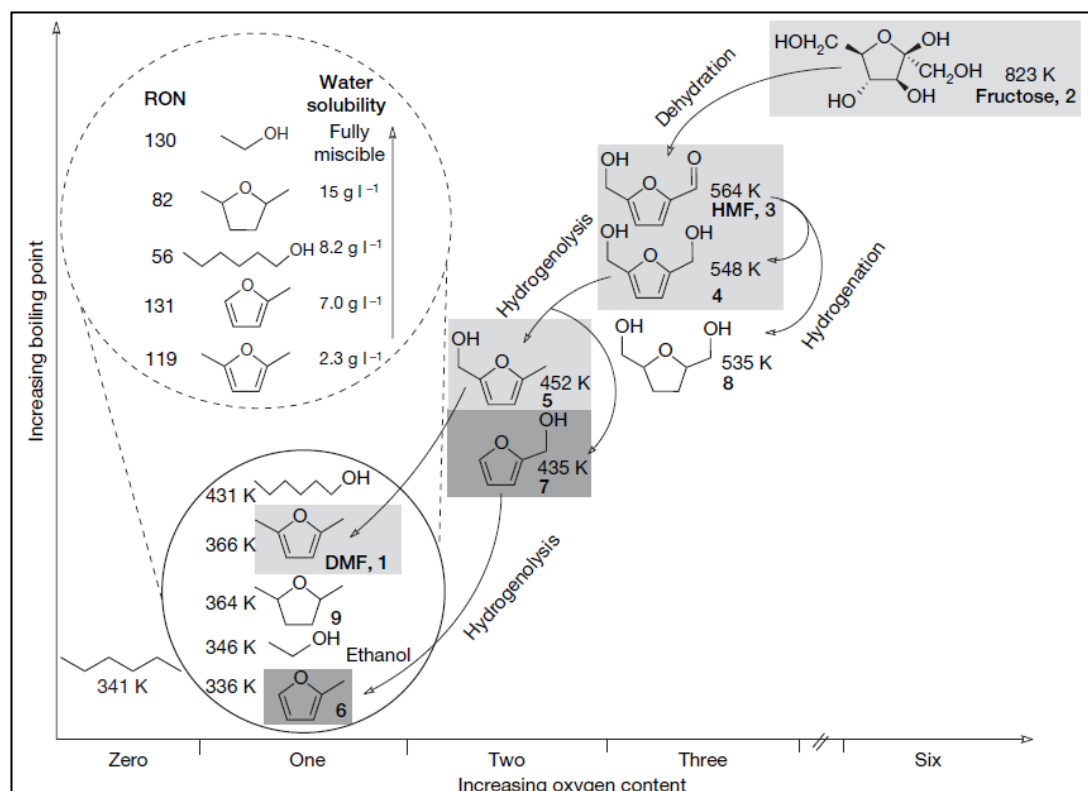 Increasing boiling point
RON
Water
solubility
130
OH
Fully
miscible
82
O
15 g l⁻¹
56
OH
8.2 g l⁻¹
131
O
7.0 g l⁻¹
119
O
2.3 g l⁻¹
HOH₂C
O
OH
CH₂OH
HO
OH
823 K
Fructose, 2
Dehydration
OH
O
O
564 K
HMF, 3
OH
OH
O
548 K
4
Hydrogenolysis
Hydrogenation
OH
OH
O
535 K
8
OH
O
452 K
5
OH
O
435 K
7
Hydrogenolysis
431 K
OH
366 K
O
DMF, 1
364 K
O
9
346 K
OH
Ethanol
336 K
O
6
341 K
Zero
One
Two
Three
Six
Increasing oxygen content